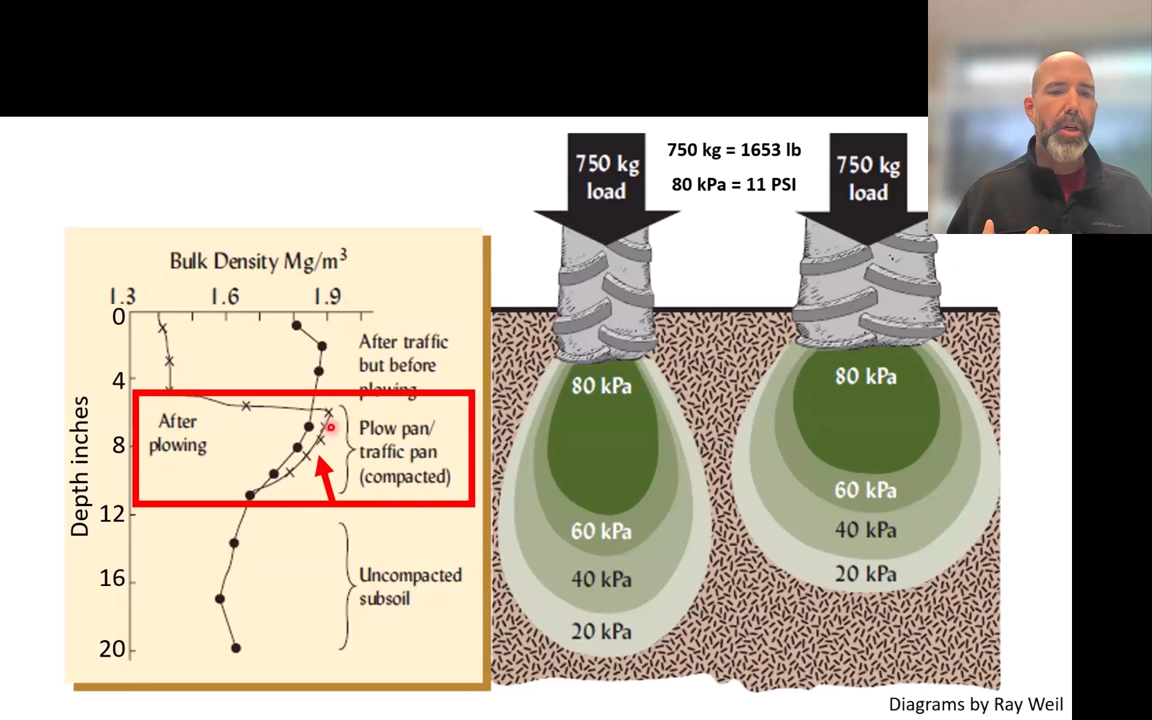 750 kg
load
750 kg = 1653 lb
80 kPa = 11 PSI
750 kg
load
Bulk Density Mg/m³
1.3 1.6 1.9
0
4
8
12
16
20
Depth inches
After traffic
but before
plowing
After
plowing
Plow pan/
traffic pan
(compacted)
Uncompacted
subsoil
80 kPa
60 kPa
40 kPa
20 kPa
80 kPa
60 kPa
40 kPa
20 kPa
Diagrams by Ray Weil